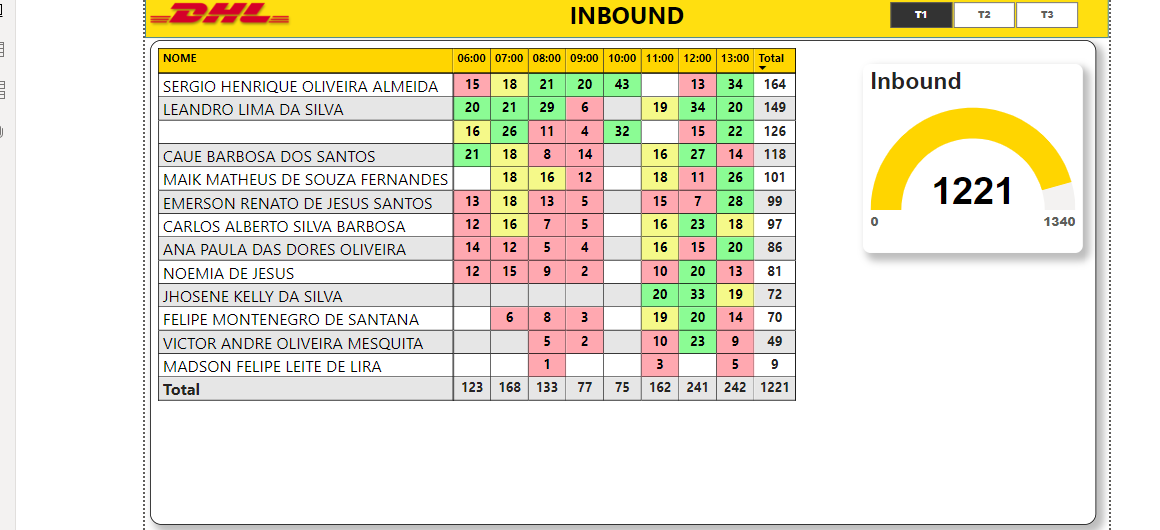 DHL INBOUND T1 T2 T3
NOME 06:00 07:00 08:00 09:00 10:00 11:00 12:00 13:00 Total
SERGIO HENRIQUE OLIVEIRA ALMEIDA 15 18 21 20 43 13 34 164
LEANDRO LIMA DA SILVA 20 21 29 6 19 34 20 149
16 26 11 4 32 15 22 126
CAUE BARBOSA DOS SANTOS 21 18 8 14 16 27 14 118
MAIK MATHEUS DE SOUZA FERNANDES 18 16 12 18 11 26 101
EMERSON RENATO DE JESUS SANTOS 13 18 13 5 15 7 28 99
CARLOS ALBERTO SILVA BARBOSA 12 16 7 5 16 23 18 97
ANA PAULA DAS DORES OLIVEIRA 14 12 5 4 16 15 20 86
NOEMIA DE JESUS 12 15 9 2 10 20 13 81
JHOSENE KELLY DA SILVA 20 33 19 72
FELIPE MONTENEGRO DE SANTANA 6 8 3 19 20 14 70
VICTOR ANDRE OLIVEIRA MESQUITA 5 2 10 23 9 49
MADSON FELIPE LEITE DE LIRA 1 3 5 9
Total 123 168 133 77 75 162 241 242 1221
Inbound
1221
0 1340